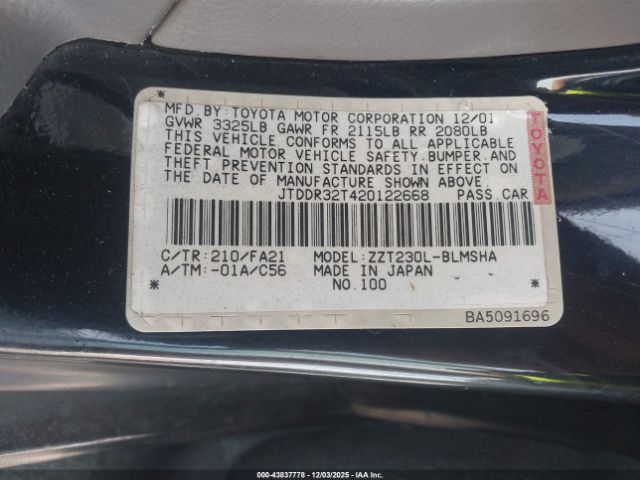 MFD.BY:TOYOTA MOTOR CORPORATION 12/01
GVWR 3325LB GAWR FR 2115LB RR 2080LB
THIS VEHICLE CONFORMS TO ALL APPLICABLE
FEDERAL MOTOR VEHICLE SAFETY,BUMPER,AND
THEFT PREVENTION STANDARDS IN EFFECT ON
THE DATE OF MANUFACTURE SHOWN ABOVE.
JTDDR32T420122668 PASS.CAR
TOYOTA
C/TR:210/FA21 MODEL:ZZT230L-BLMSHA
A/TM:-01A/C56 MADE IN JAPAN
* NO.100 *
BA5091696
000-43837778 - 12/03/2025 - IAAI.COM